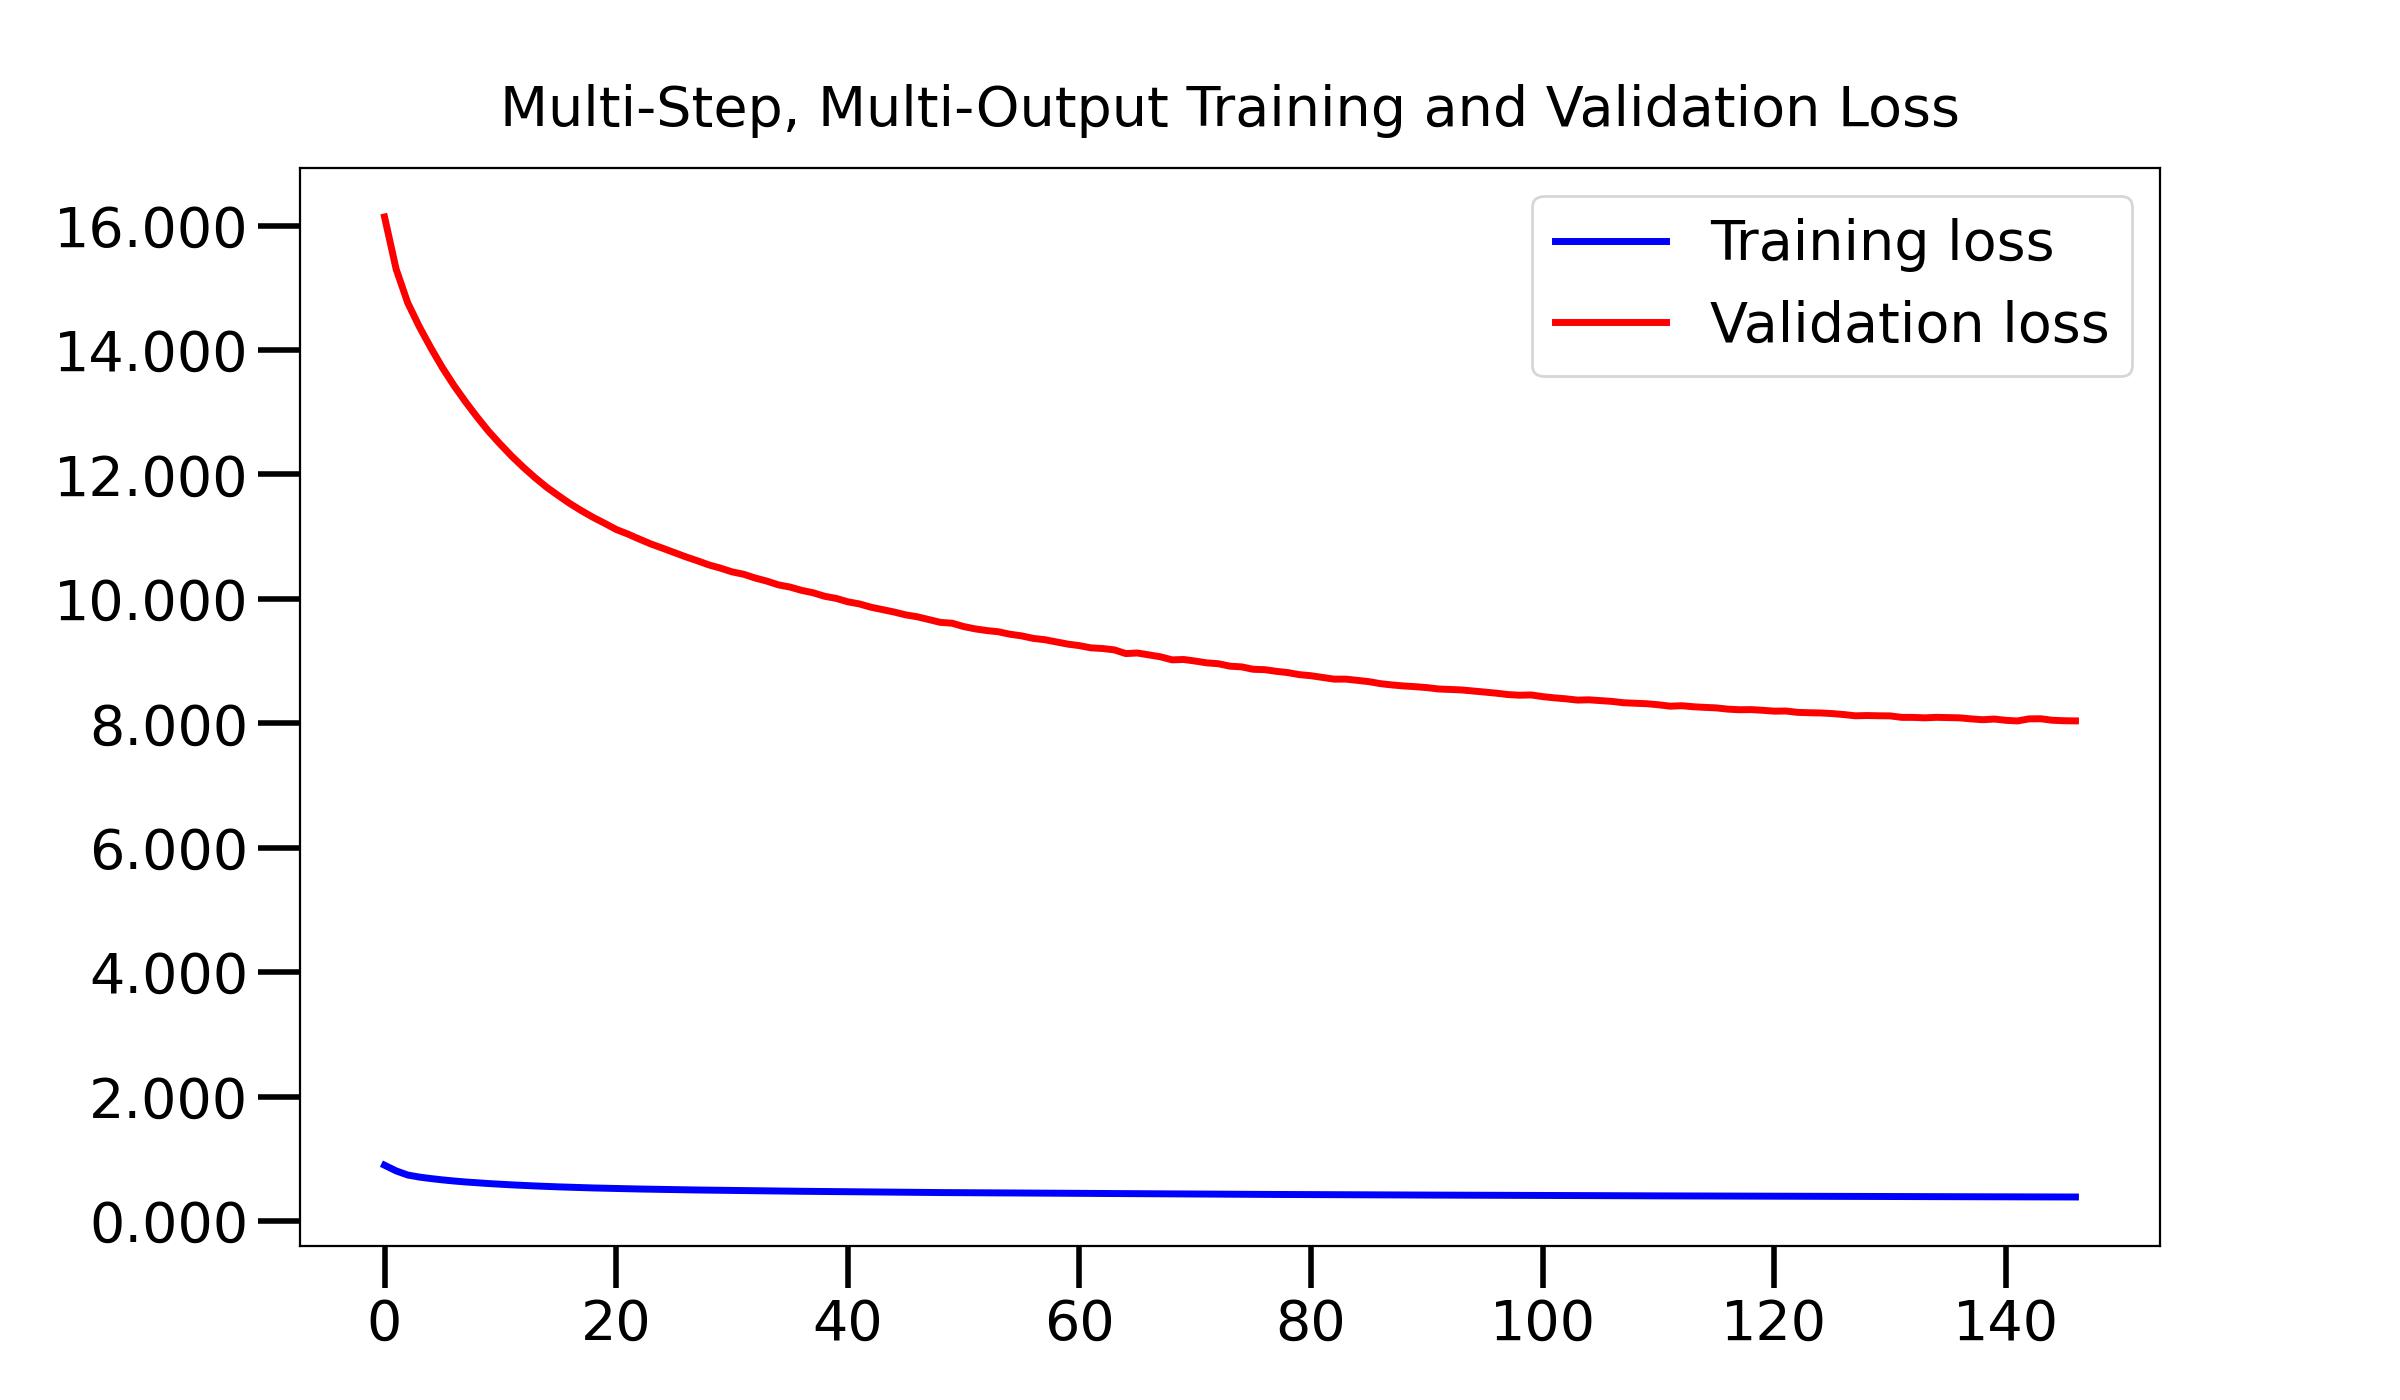 Multi-Step, Multi-Output Training and Validation Loss
Training loss
Validation loss
16.000
14.000
12.000
10.000
8.000
6.000
4.000
2.000
0.000
0 20 40 60 80 100 120 140